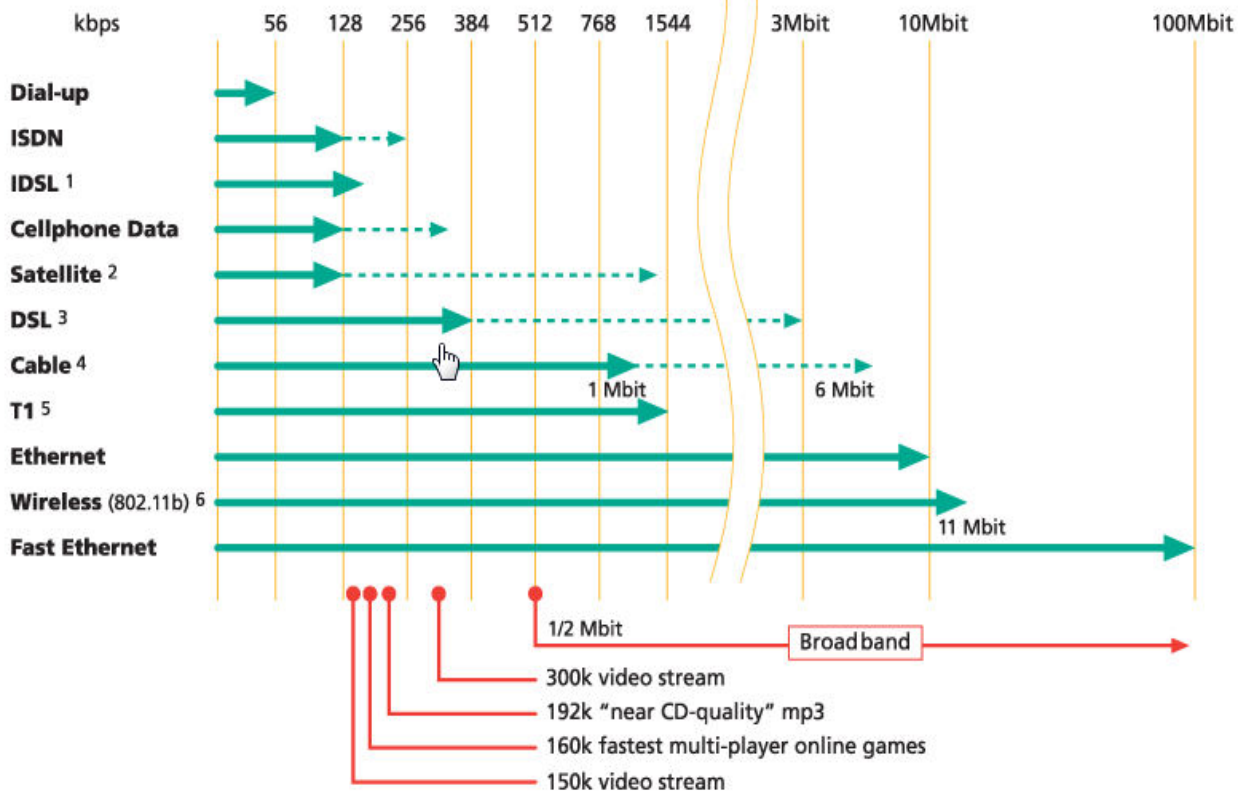 kbps 56 128 256 384 512 768 1544 3Mbit 10Mbit 100Mbit
Dial-up
ISDN
IDSL 1
Cellphone Data
Satellite 2
DSL 3
Cable 4
1 Mbit 6 Mbit
T1 5
Ethernet
Wireless (802.11b) 6
11 Mbit
Fast Ethernet
1/2 Mbit
Broadband
300k video stream
192k “near CD-quality” mp3
160k fastest multi-player online games
150k video stream